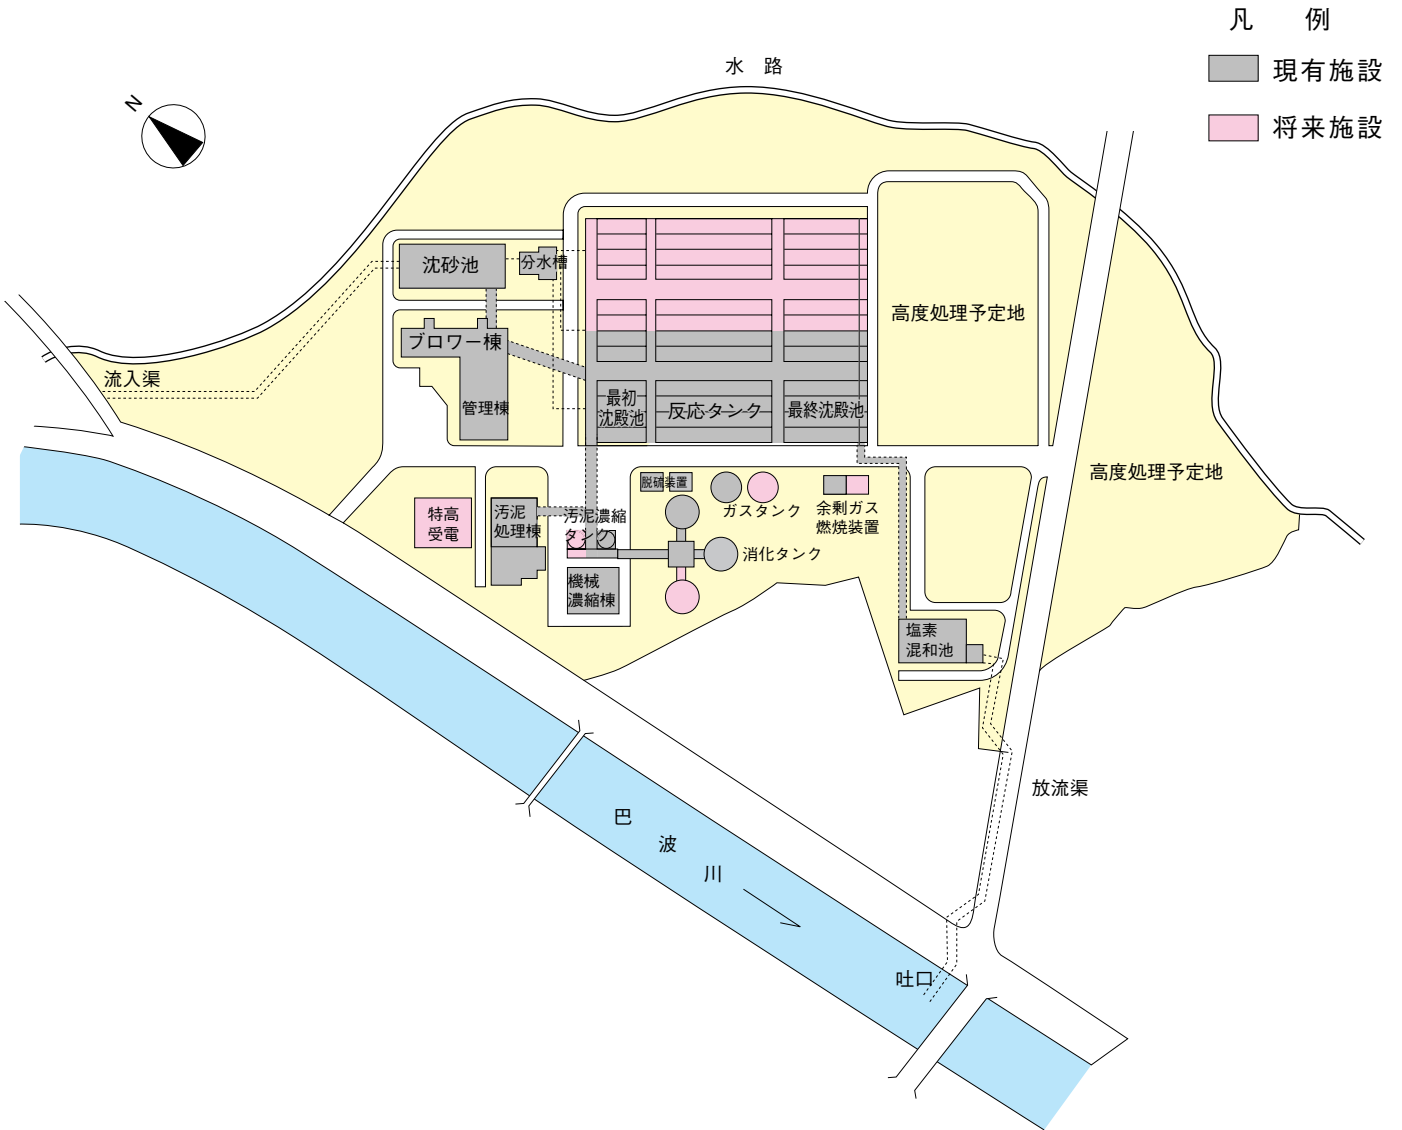 凡 例
現有施設
将来施設
水 路
N
沈砂池
分水槽
高度処理予定地
ブロワー棟
流入渠
管理棟
最初
沈殿池
反応タンク
最終沈殿池
高度処理予定地
脱硫装置
ガスタンク
余剰ガス
燃焼装置
特高
受電
汚泥
処理棟
汚泥濃縮
タンク
消化タンク
機械
濃縮棟
塩素
混和池
放流渠
巴
波
川
吐口